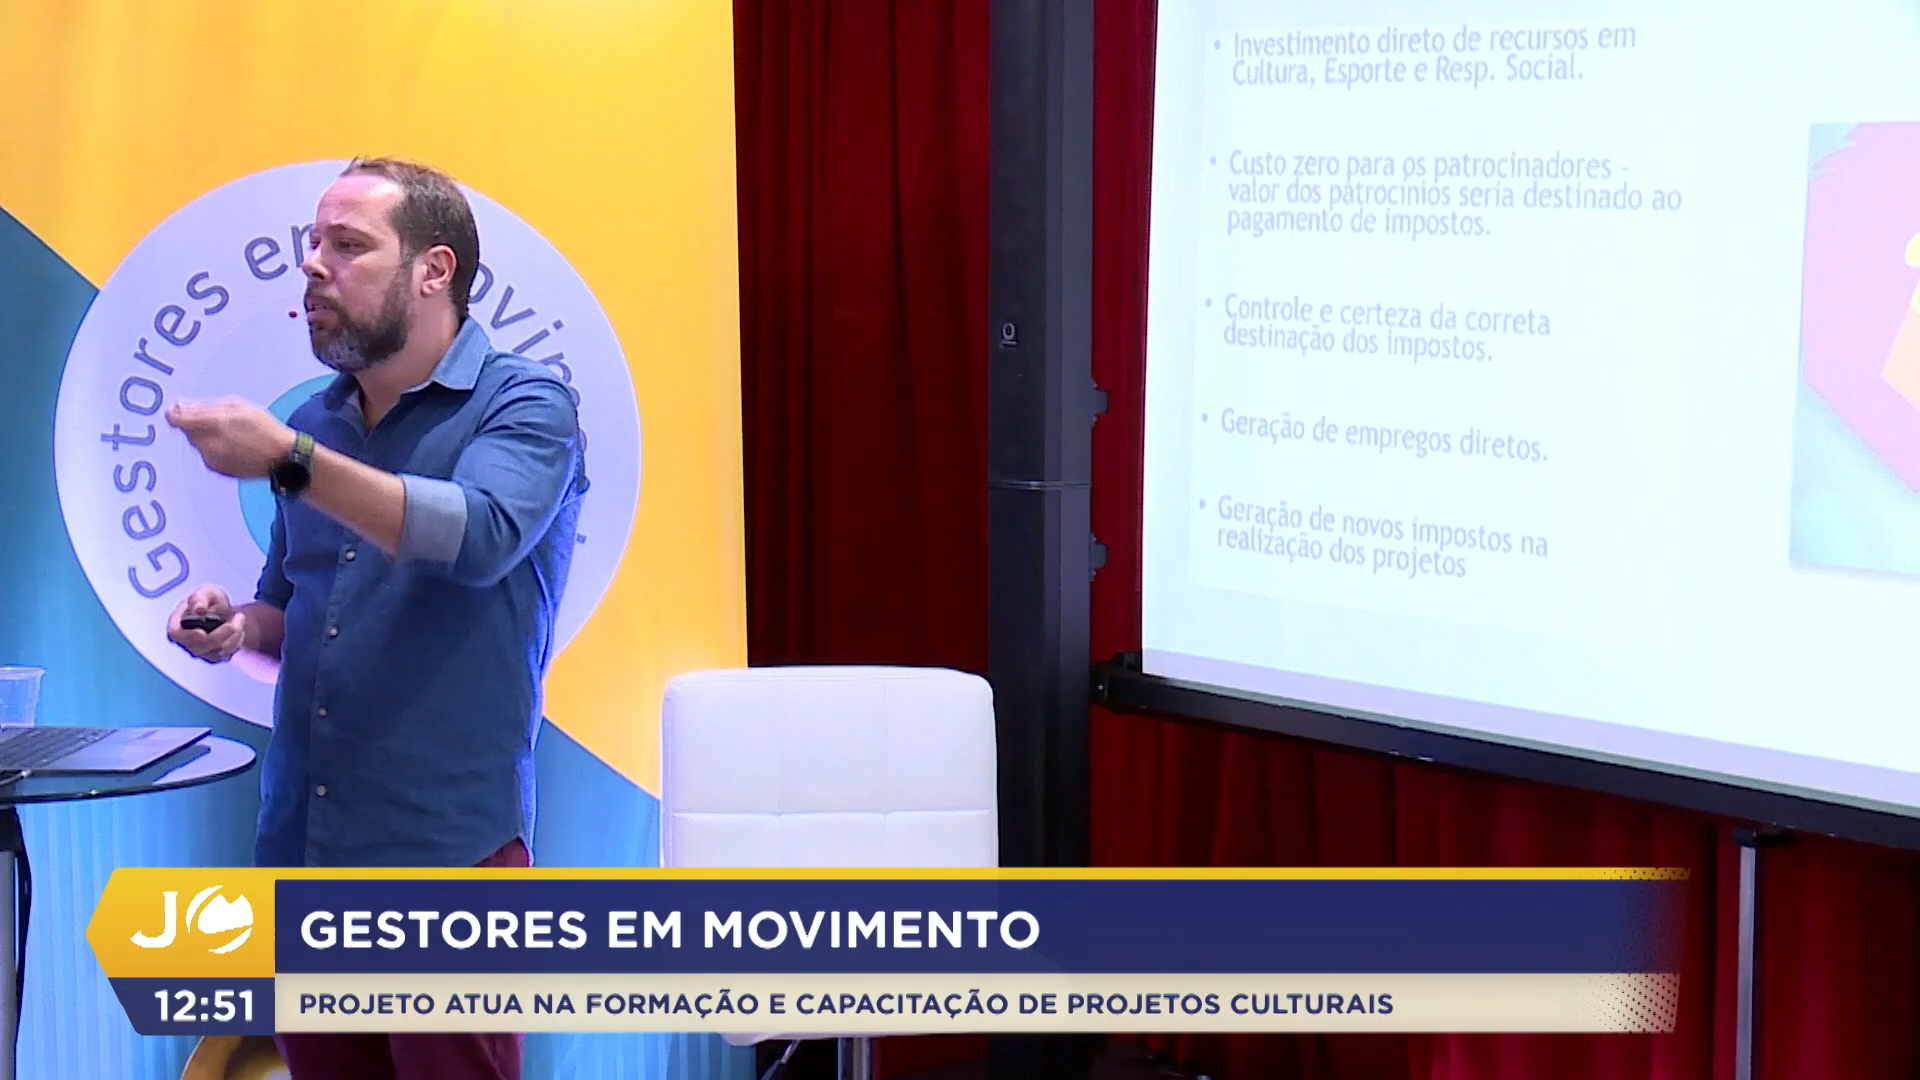 • Investimento direto de recursos em
Cultura, Esporte e Resp. Social.
• Custo zero para os patrocinadores -
valor dos patrocínios seria destinado ao
pagamento de impostos.
• Controle e certeza da correta
destinação dos impostos.
• Geração de empregos diretos.
• Geração de novos impostos na
realização dos projetos
Gestores em
JC
GESTORES EM MOVIMENTO
12:51
PROJETO ATUA NA FORMAÇÃO E CAPACITAÇÃO DE PROJETOS CULTURAIS